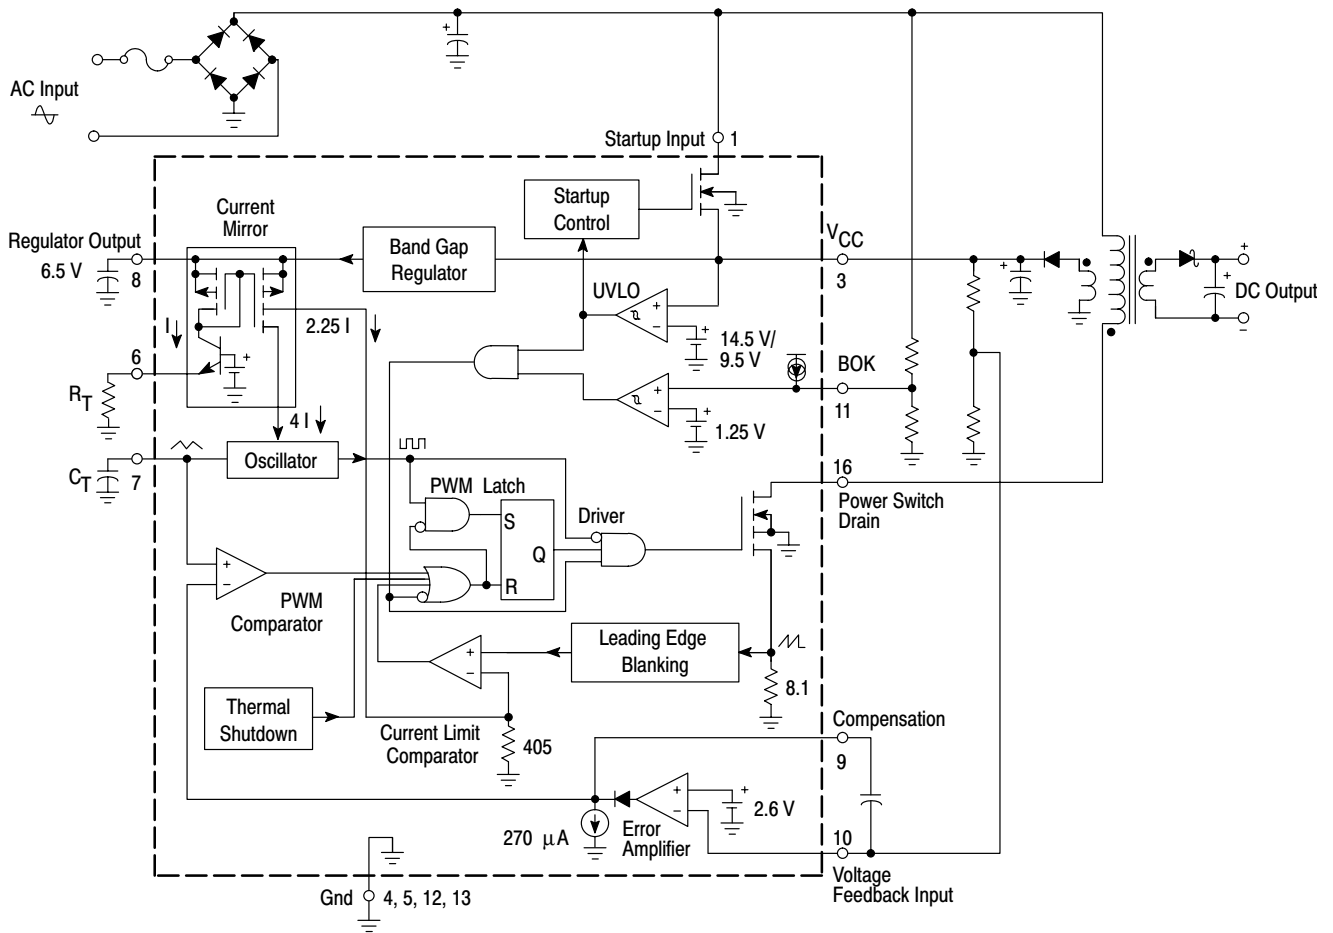 AC Input
Startup Input
1
Startup
Control
Current
Mirror
Regulator Output
6.5 V
8
Band Gap
Regulator
VCC
3
UVLO
14.5 V/
9.5 V
DC Output
+
−
I
2.25 I
6
RT
BOK
11
1.25 V
4 I
CT
7
Oscillator
PWM Latch
S
Q
R
Driver
16
Power Switch
Drain
PWM
Comparator
Leading Edge
Blanking
8.1
Thermal
Shutdown
Current Limit
Comparator
405
Compensation
9
2.6 V
270 µA
Error
Amplifier
10
Voltage
Feedback Input
Gnd
4, 5, 12, 13